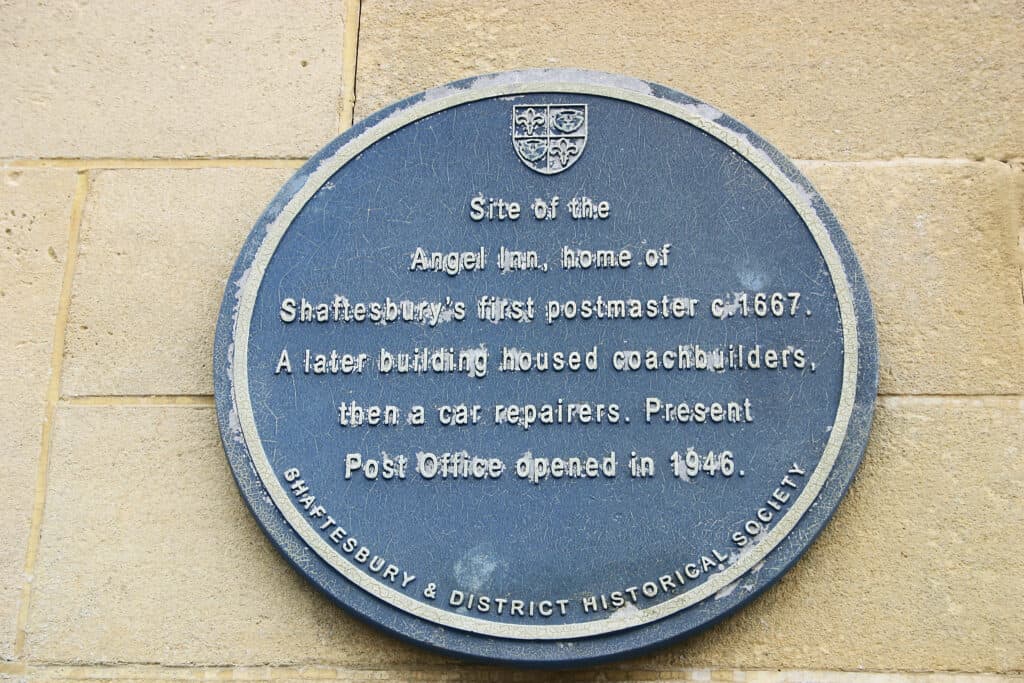 Site of the
Angel Inn, home of
Shaftesbury's first postmaster c.1667.
A later building housed coachbuilders,
then a car repairers. Present
Post Office opened in 1946.
SHAFTESBURY & DISTRICT HISTORICAL SOCIETY